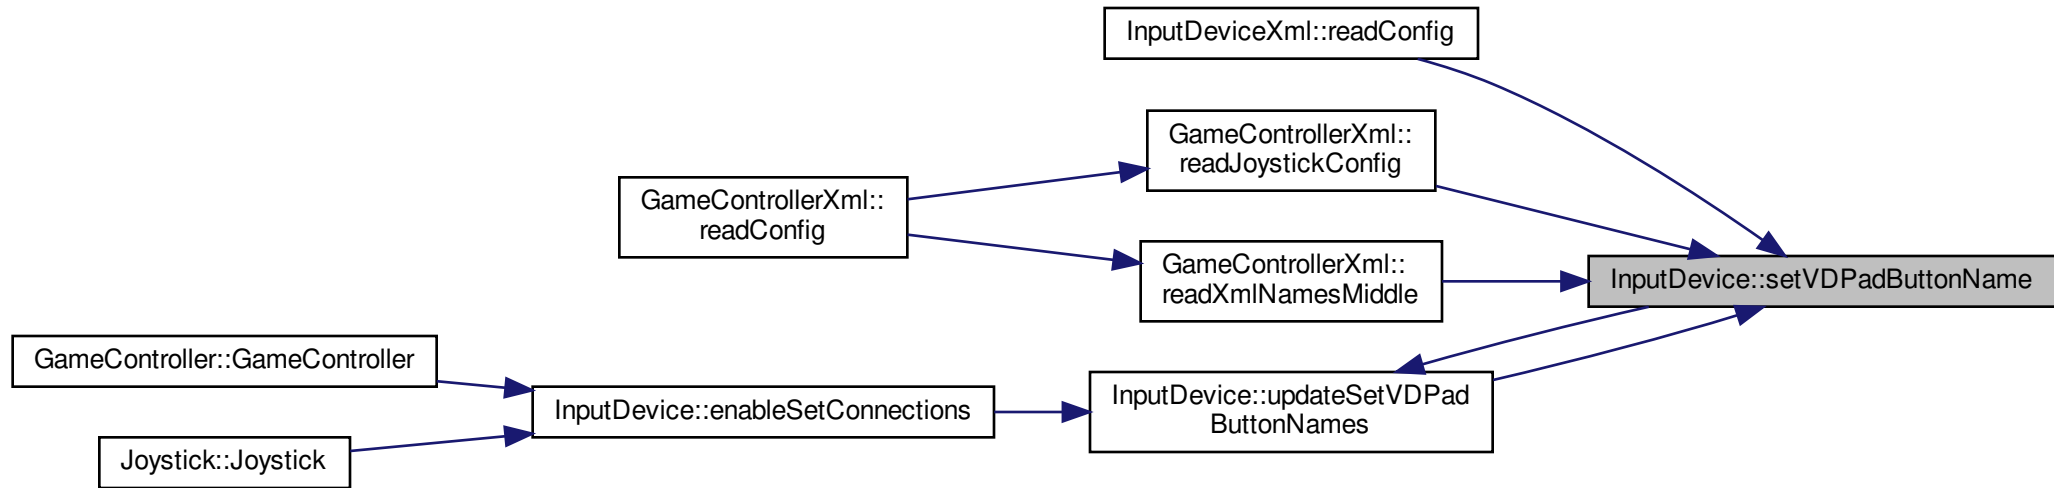 InputDeviceXml::readConfig
GameControllerXml::
readJoystickConfig
GameControllerXml::
readConfig
GameControllerXml::
readXmlNamesMiddle
InputDevice::setVDPadButtonName
GameController::GameController
InputDevice::enableSetConnections
InputDevice::updateSetVDPad
ButtonNames
Joystick::Joystick